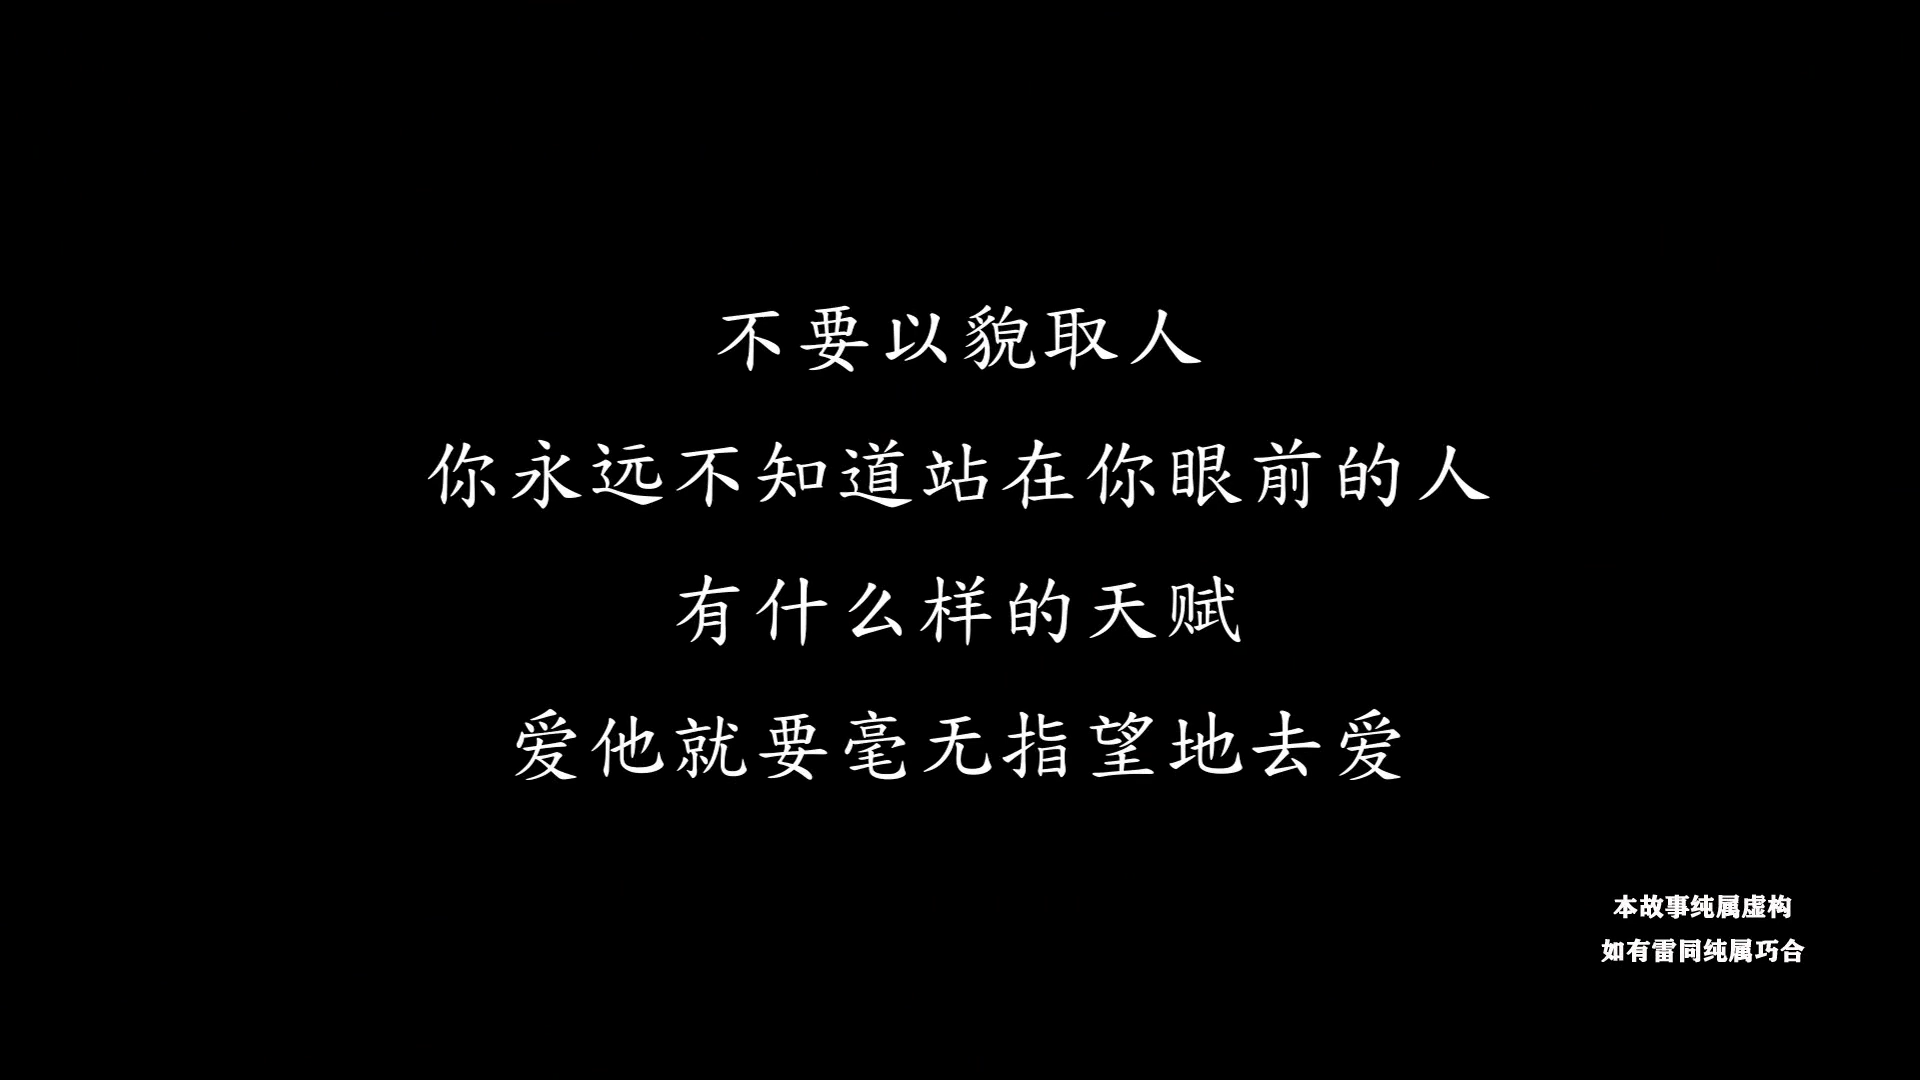 不要以貌取人
你永远不知道站在你眼前的人
有什么样的天赋
爱他就要毫无指望地去爱
本故事纯属虚构
如有雷同纯属巧合